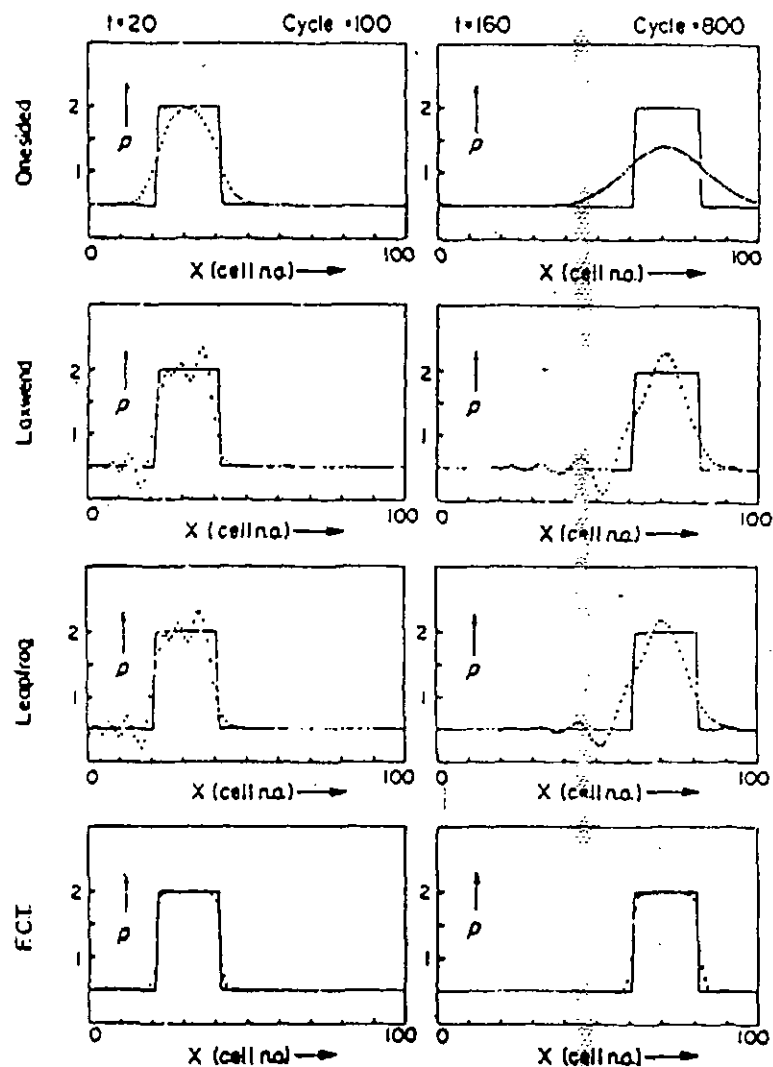 t=20 Cycle=100 t=160 Cycle=800
Onesided
2
1
ρ
0 100
X (cell no.)
2
1
ρ
0 100
X (cell no.)
Laxwend
2
1
ρ
0 100
X (cell no.)
2
1
ρ
0 100
X (cell no.)
Leapfrog
2
1
ρ
0 100
X (cell no.)
2
1
ρ
0 100
X (cell no.)
F.C.T.
2
1
ρ
0 100
X (cell no.)
2
1
ρ
0 100
X (cell no.)